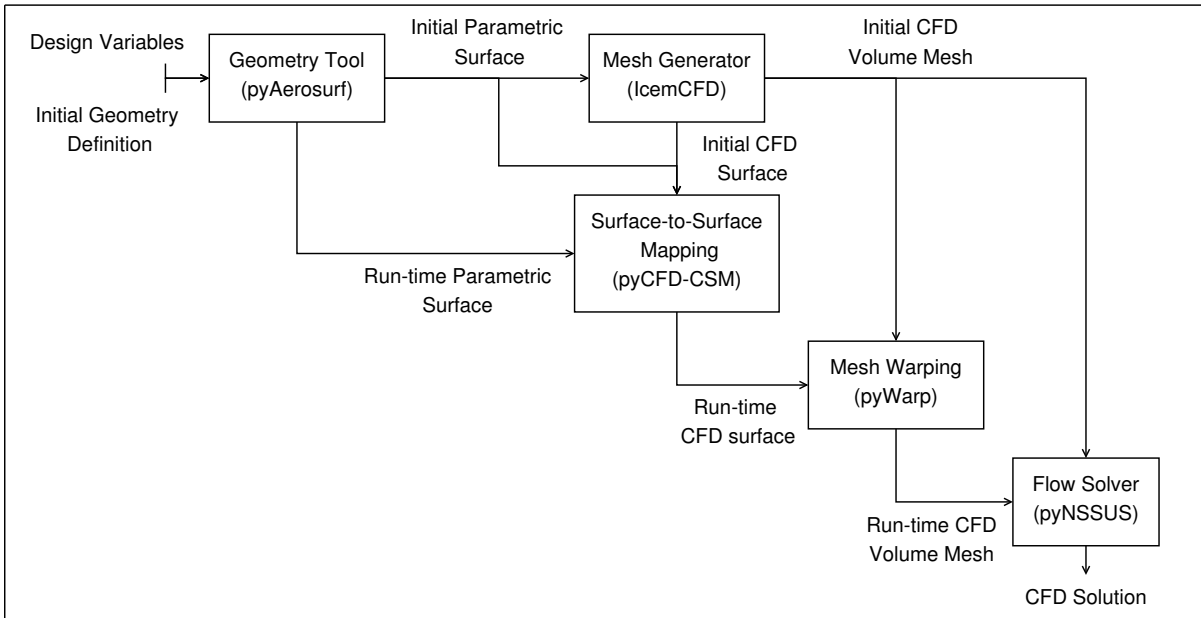 Design Variables
Initial Geometry
Definition
Geometry Tool
(pyAerosurf)
Initial Parametric
Surface
Mesh Generator
(IcemCFD)
Initial CFD
Volume Mesh
Initial CFD
Surface
Surface-to-Surface
Mapping
(pyCFD-CSM)
Run-time Parametric
Surface
Mesh Warping
(pyWarp)
Run-time
CFD surface
Flow Solver
(pyNSSUS)
Run-time CFD
Volume Mesh
CFD Solution